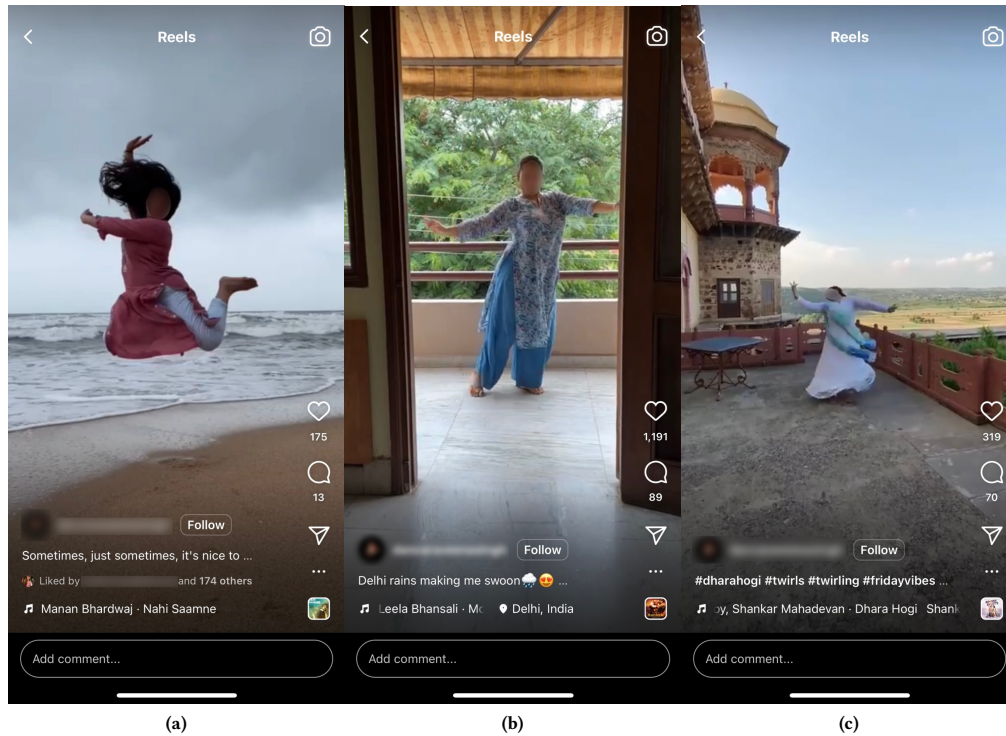 Reels
175
13
Follow
Sometimes, just sometimes, it's nice to ...
Liked by and 174 others
Manan Bhardwaj · Nahi Saamne
Add comment...
(a)
Reels
1,191
89
Follow
Delhi rains making me swoon🌧️😍 ...
Leela Bhansali · Mo
Delhi, India
Add comment...
(b)
Reels
319
70
Follow
#dharahogi #twirls #twirling #fridayvibes ...
oy, Shankar Mahadevan · Dhara Hogi Shank
Add comment...
(c)